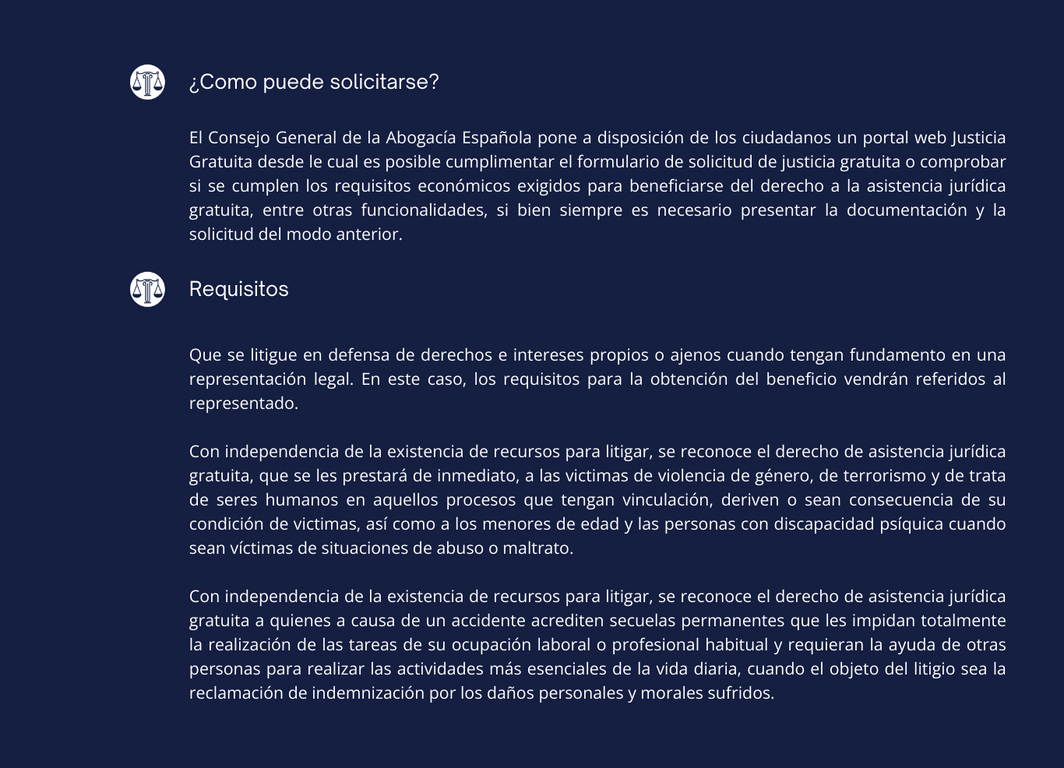 ¿Como puede solicitarse?
El Consejo General de la Abogacía Española pone a disposición de los ciudadanos un portal web Justicia
Gratuita desde le cual es posible cumplimentar el formulario de solicitud de justicia gratuita o comprobar
si se cumplen los requisitos económicos exigidos para beneficiarse del derecho a la asistencia jurídica
gratuita, entre otras funcionalidades, si bien siempre es necesario presentar la documentación y la
solicitud del modo anterior.
Requisitos
Que se litigue en defensa de derechos e intereses propios o ajenos cuando tengan fundamento en una
representación legal. En este caso, los requisitos para la obtención del beneficio vendrán referidos al
representado.
Con independencia de la existencia de recursos para litigar, se reconoce el derecho de asistencia jurídica
gratuita, que se les prestará de inmediato, a las victimas de violencia de género, de terrorismo y de trata
de seres humanos en aquellos procesos que tengan vinculación, deriven o sean consecuencia de su
condición de victimas, así como a los menores de edad y las personas con discapacidad psíquica cuando
sean víctimas de situaciones de abuso o maltrato.
Con independencia de la existencia de recursos para litigar, se reconoce el derecho de asistencia jurídica
gratuita a quienes a causa de un accidente acrediten secuelas permanentes que les impidan totalmente
la realización de las tareas de su ocupación laboral o profesional habitual y requieran la ayuda de otras
personas para realizar las actividades más esenciales de la vida diaria, cuando el objeto del litigio sea la
reclamación de indemnización por los daños personales y morales sufridos.